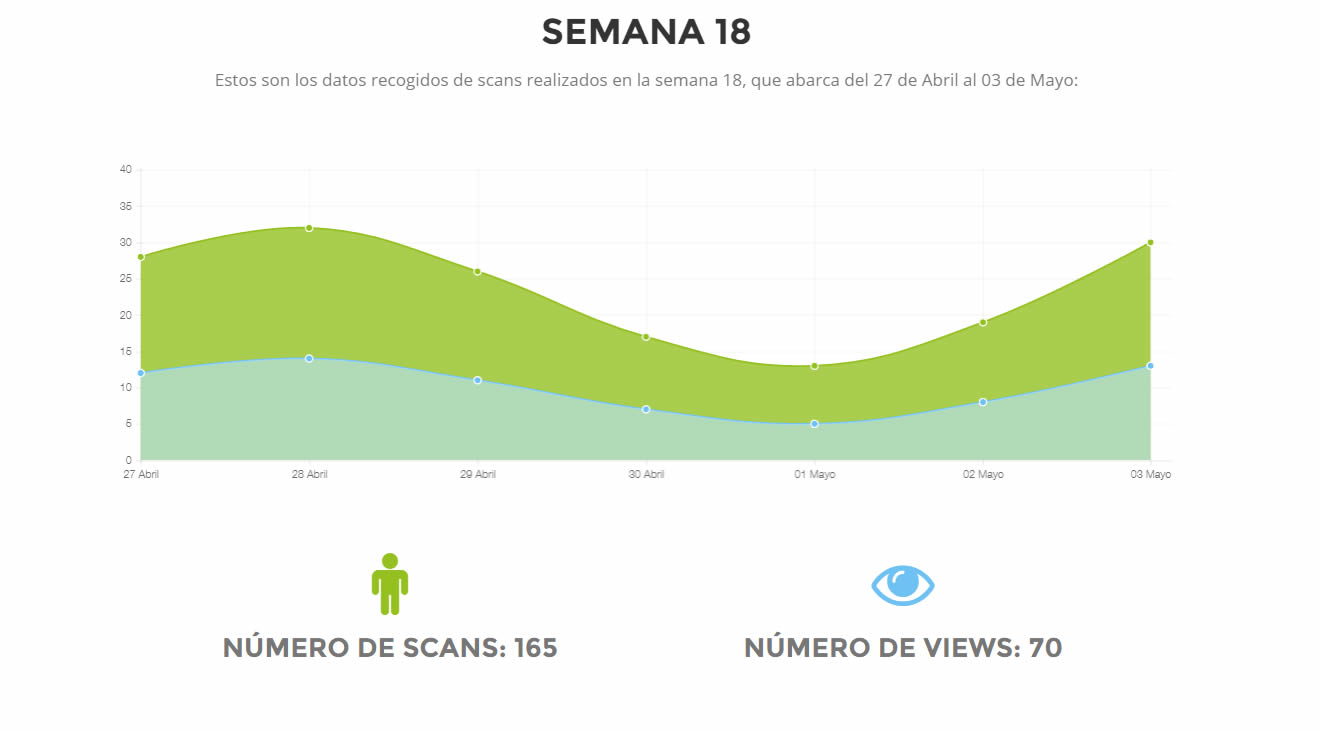 SEMANA 18
Estos son los datos recogidos de scans realizados en la semana 18, que abarca del 27 de Abril al 03 de Mayo:
40
35
30
25
20
15
10
5
0
27 Abril 28 Abril 29 Abril 30 Abril 01 Mayo 02 Mayo 03 Mayo
NÚMERO DE SCANS: 165 NÚMERO DE VIEWS: 70